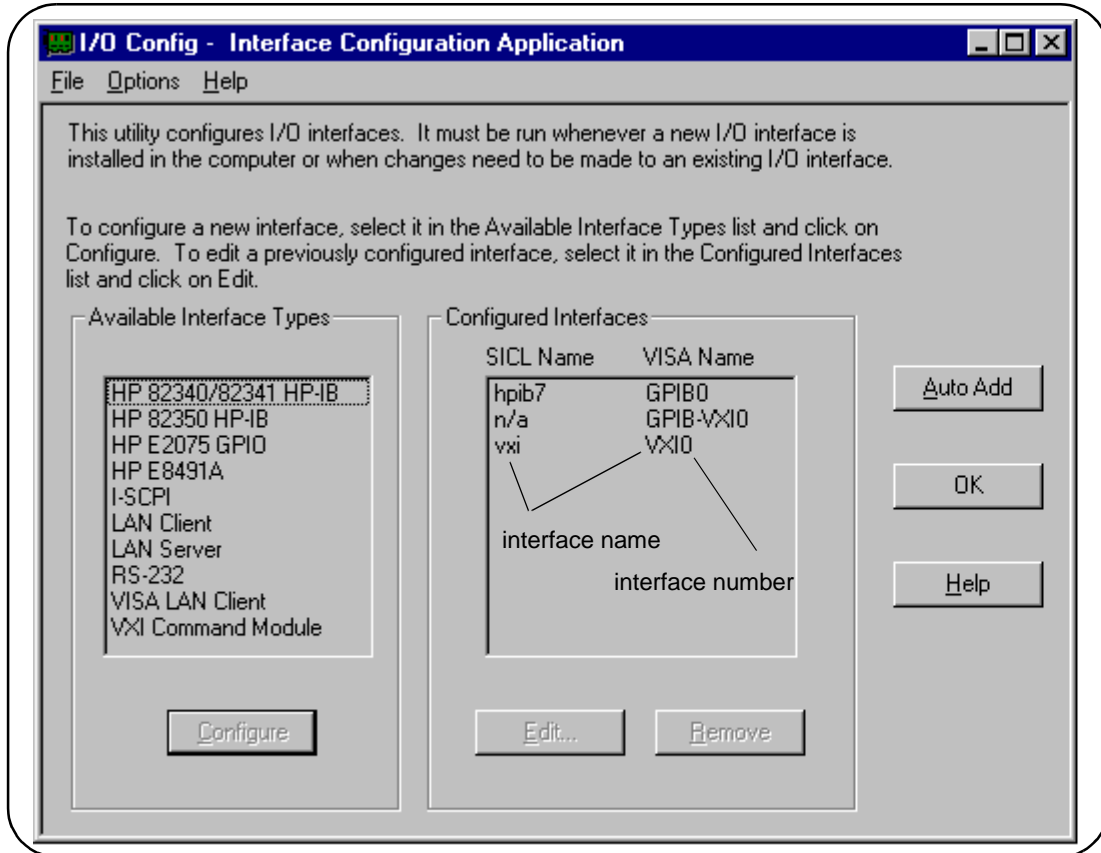 I/O Config - Interface Configuration Application
File Options Help
This utility configures I/O interfaces. It must be run whenever a new I/O interface is
installed in the computer or when changes need to be made to an existing I/O interface.
To configure a new interface, select it in the Available Interface Types list and click on
Configure. To edit a previously configured interface, select it in the Configured Interfaces
list and click on Edit.
Available Interface Types
HP 82340/82341 HP-IB
HP 82350 HP-IB
HP E2075 GPIO
HP E8491A
I-SCPI
LAN Client
LAN Server
RS-232
VISA LAN Client
VXI Command Module
Configure
Configured Interfaces
SICL Name VISA Name
hpib7 GPIB0
n/a GPIB-VXI0
vxi VXI0
interface name
interface number
Edit...
Remove
Auto Add
OK
Help